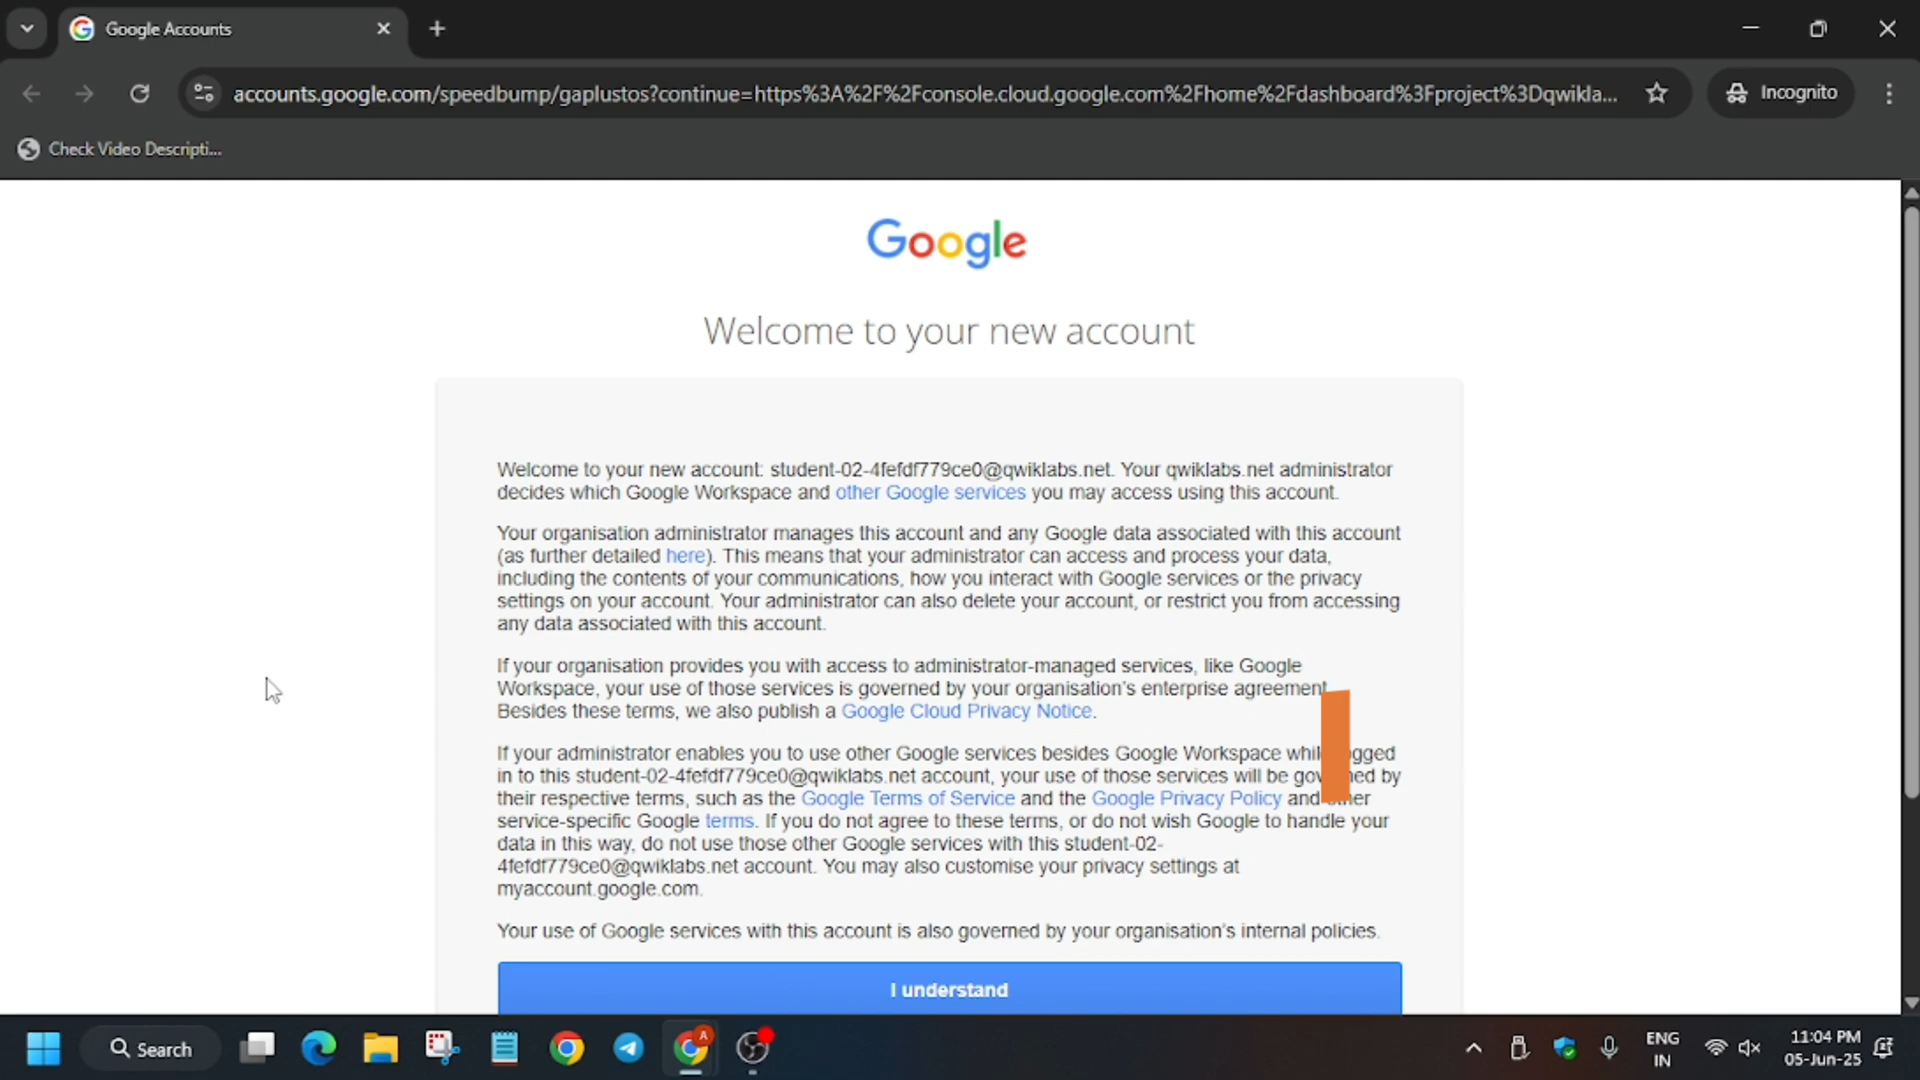 Google Accounts
accounts.google.com/speedbump/gaplustos?continue=https%3A%2F%2Fconsole.cloud.google.com%2Fhome%2Fdashboard%3Fproject%3Dqwikla...
Incognito
Check Video Descripti...
Google
Welcome to your new account
Welcome to your new account: student-02-4fefdf779ce0@qwiklabs.net. Your qwiklabs.net administrator
decides which Google Workspace and other Google services you may access using this account.
Your organisation administrator manages this account and any Google data associated with this account
(as further detailed here). This means that your administrator can access and process your data,
including the contents of your communications, how you interact with Google services or the privacy
settings on your account. Your administrator can also delete your account, or restrict you from accessing
any data associated with this account.
If your organisation provides you with access to administrator-managed services, like Google
Workspace, your use of those services is governed by your organisation's enterprise agreement
Besides these terms, we also publish a Google Cloud Privacy Notice.
If your administrator enables you to use other Google services besides Google Workspace
in to this student-02-4fefdf779ce0@qwiklabs.net account, your use of those services will be by
their respective terms, such as the Google Terms of Service and the Google Privacy Policy and
service-specific Google terms. If you do not agree to these terms, or do not wish Google to handle your
data in this way, do not use those other Google services with this student-02-
4fefdf779ce0@qwiklabs.net account. You may also customise your privacy settings at
myaccount.google.com.
Your use of Google services with this account is also governed by your organisation's internal policies.
I understand
Search
A
ENG
IN
11:04 PM
05-Jun-25